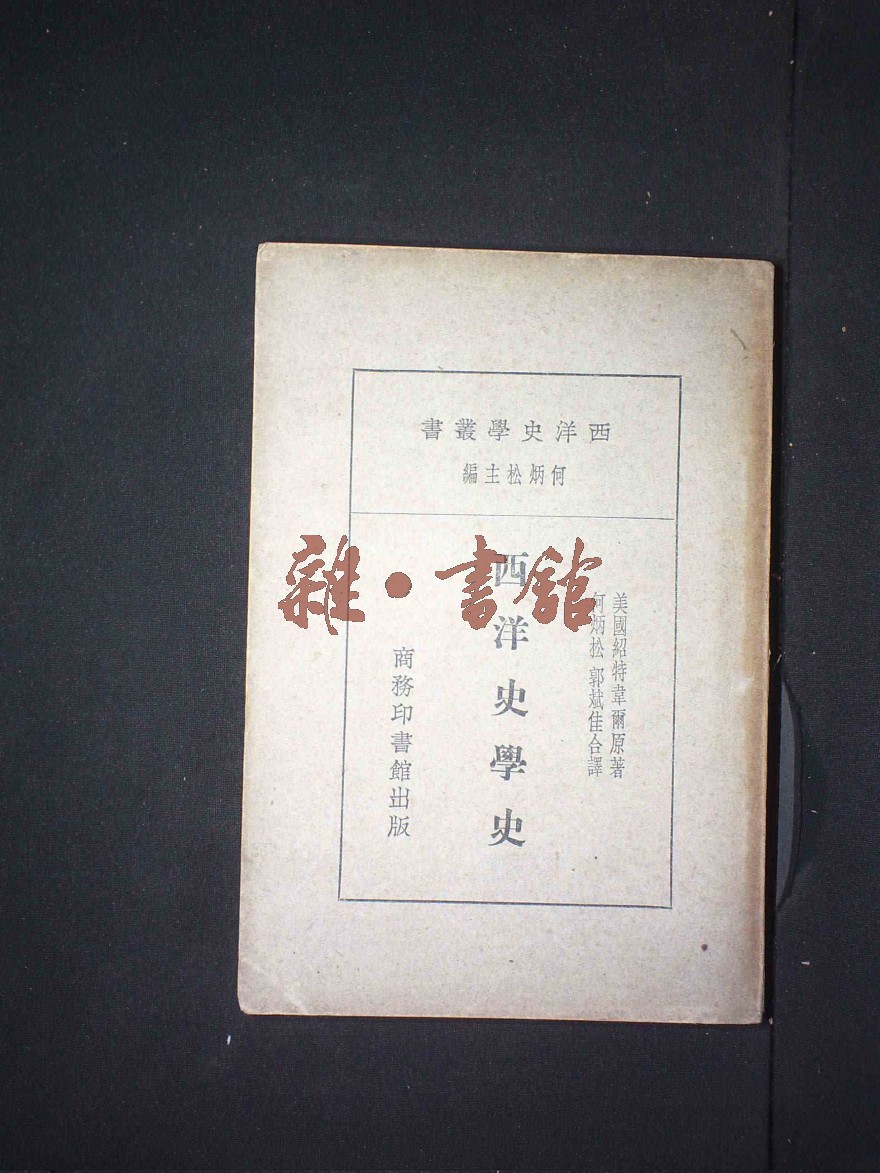 西洋史學叢書
何炳松主編
美國紹特韋爾原著
何炳松 郭斌佳合譯
西洋史學史
商務印書館出版
雜·書館